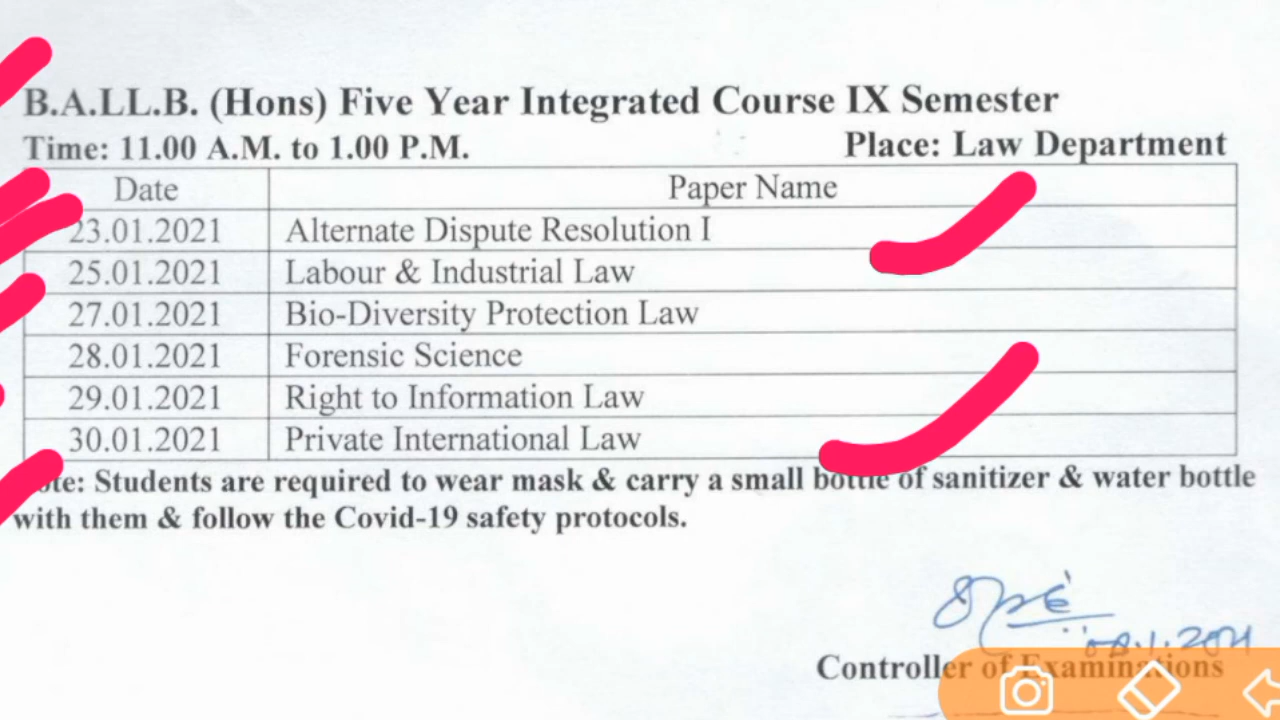 B.A.LL.B. (Hons) Five Year Integrated Course IX Semester
Time: 11.00 A.M. to 1.00 P.M. Place: Law Department
Date Paper Name
23.01.2021 Alternate Dispute Resolution I
25.01.2021 Labour & Industrial Law
27.01.2021 Bio-Diversity Protection Law
28.01.2021 Forensic Science
29.01.2021 Right to Information Law
30.01.2021 Private International Law
Note: Students are required to wear mask & carry a small bottle of sanitizer & water bottle
with them & follow the Covid-19 safety protocols.
08.1.2021
Controller of Examinations